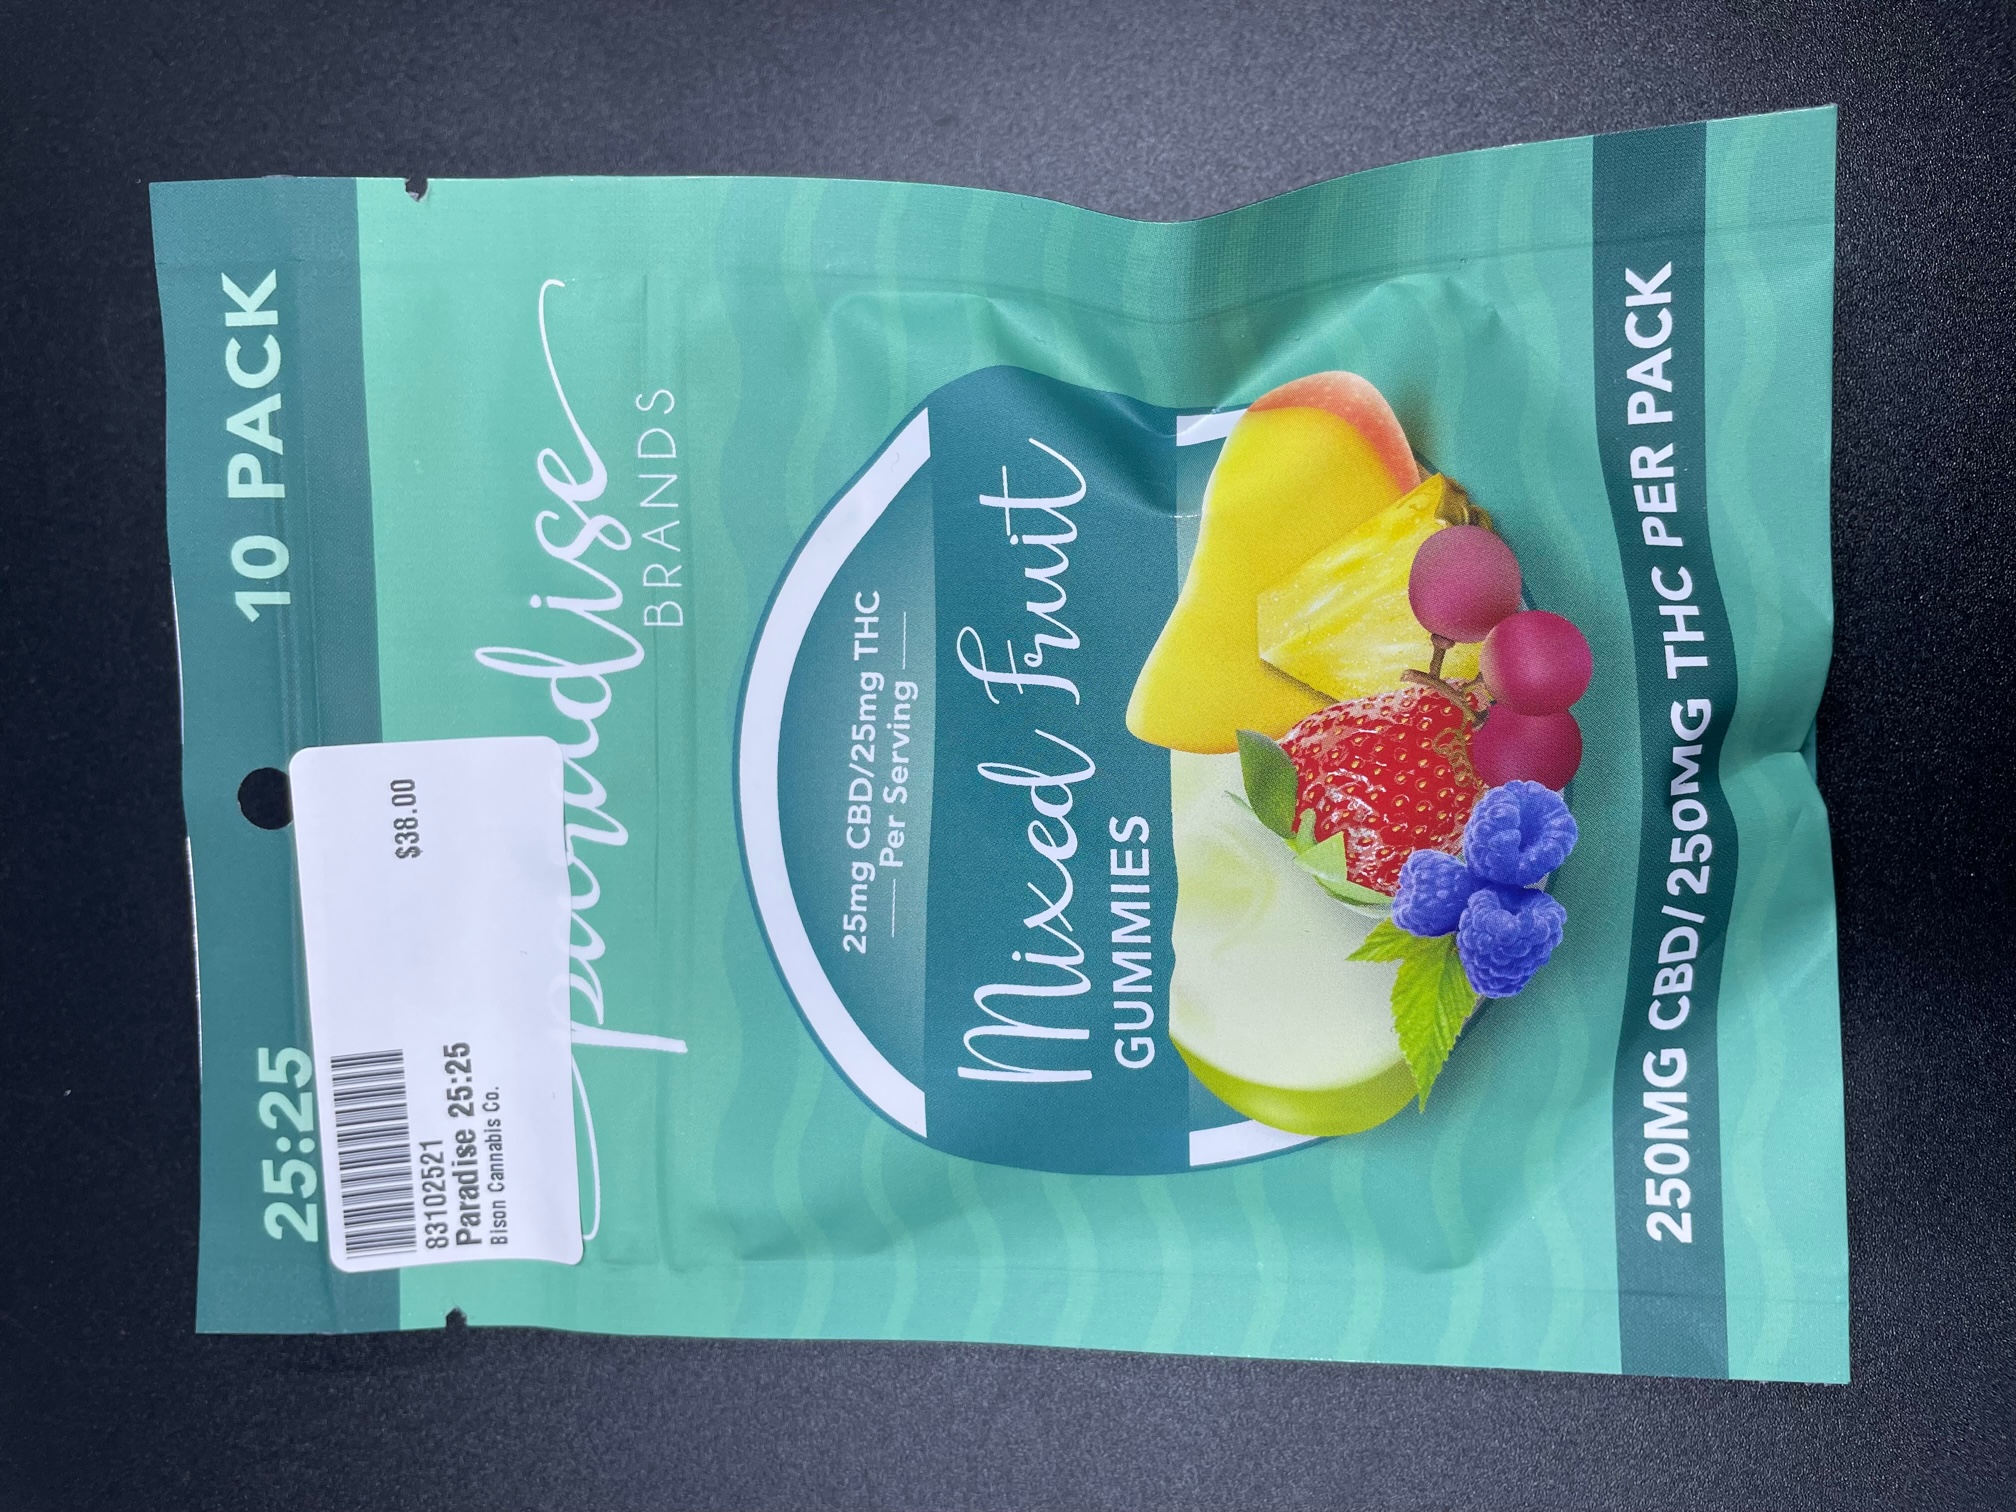 25:25 10 PACK
83102521
Paradise 25:25
Bison Cannabis Co.
$38.00
paradise
BRANDS
25mg CBD/25mg THC
Per Serving
Mixed Fruit
GUMMIES
250MG CBD/250MG THC PER PACK